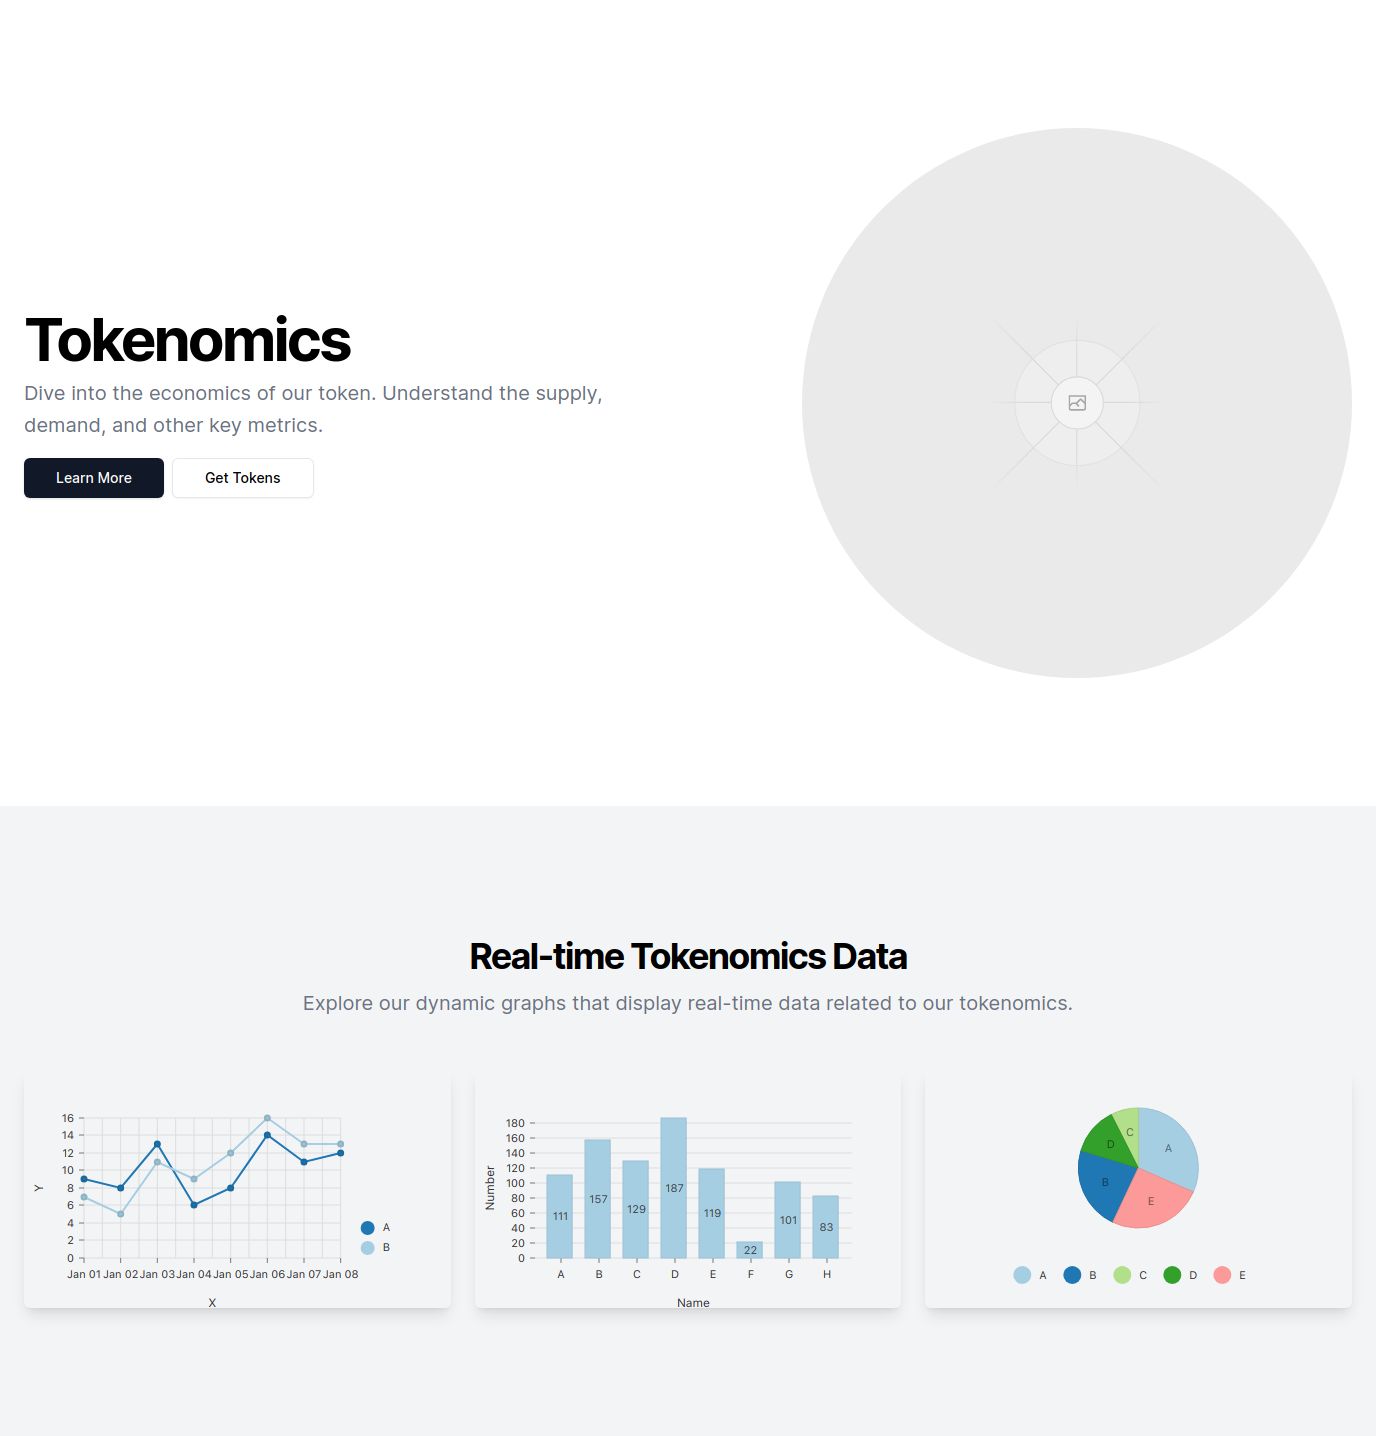 Tokenomics
Dive into the economics of our token. Understand the supply,
demand, and other key metrics.
Learn More
Get Tokens
Real-time Tokenomics Data
Explore our dynamic graphs that display real-time data related to our tokenomics.
16
14
12
10
8
6
4
2
0
Y
Jan 01 Jan 02 Jan 03 Jan 04 Jan 05 Jan 06 Jan 07 Jan 08
X
A
B
180
160
140
120
100
80
60
40
20
0
Number
111 157 129 187 119 22 101 83
A B C D E F G H
Name
A
B
C
D
E
A B C D E